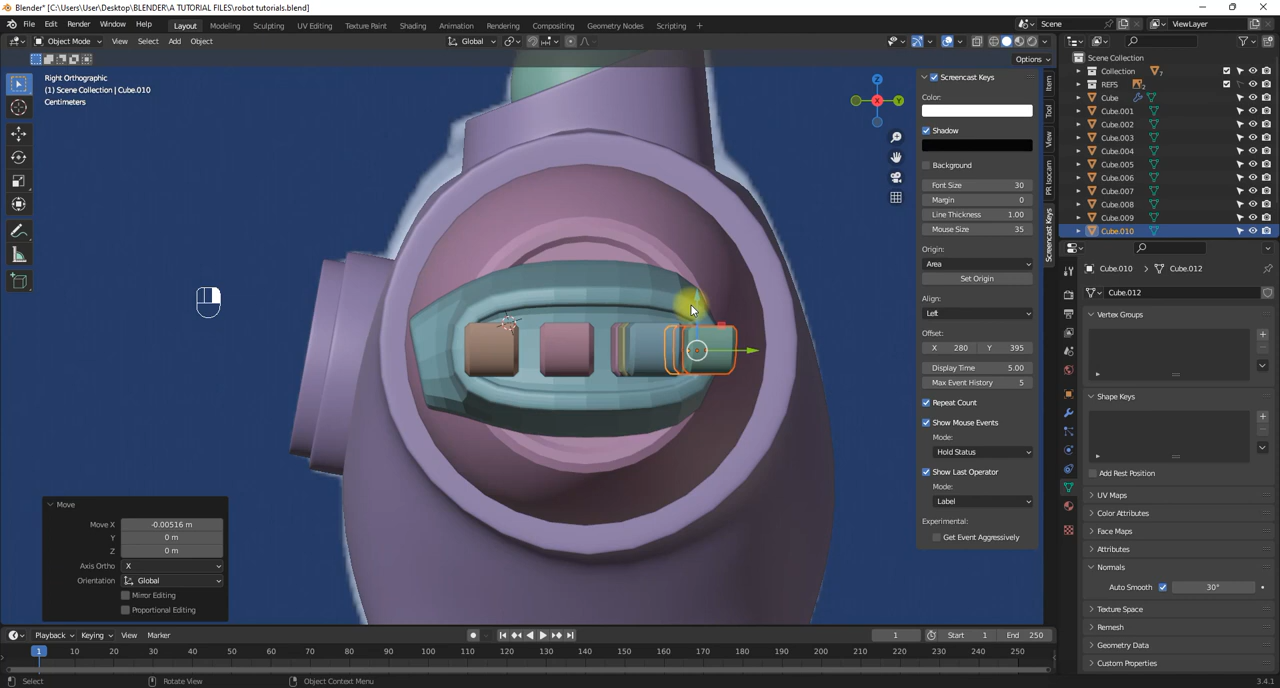 Blender* [C:\Users\User\Desktop\BLENDER\A TUTORIAL FILES\robot tutorials.blend]
File Edit Render Window Help Layout Modeling Sculpting UV Editing Texture Paint Shading Animation Rendering Compositing Geometry Nodes Scripting + Scene ViewLayer
Object Mode View Select Add Object Global
Options
Right Orthographic
(1) Scene Collection | Cube.010
Centimeters
Z
Y
X
Item
Tool
View
PR Isocam
Screencast Keys
Screencast Keys
Color:
Shadow
Background
Font Size 30
Margin 0
Line Thickness 1.00
Mouse Size 35
Origin:
Area
Set Origin
Align:
Left
Offset:
X 280 Y 395
Display Time 5.00
Max Event History 5
Repeat Count
Show Mouse Events
Mode:
Hold Status
Show Last Operator
Mode:
Label
Experimental:
Get Event Aggressively
Move
Move X -0.00516 m
Y 0 m
Z 0 m
Axis Ortho X
Orientation Global
Mirror Editing
Proportional Editing
Scene Collection
Collection 7
REFS 2
Cube
Cube.001
Cube.002
Cube.003
Cube.004
Cube.005
Cube.006
Cube.007
Cube.008
Cube.009
Cube.010
Cube.010 Cube.012
Cube.012
Vertex Groups
Shape Keys
Add Rest Position
UV Maps
Color Attributes
Face Maps
Attributes
Normals
Auto Smooth 30°
Texture Space
Remesh
Geometry Data
Custom Properties
Playback Keying View Marker 1 Start 1 End 250
1 10 20 30 40 50 60 70 80 90 100 110 120 130 140 150 160 170 180 190 200 210 220 230 240 250
Select Rotate View Object Context Menu 3.4.1